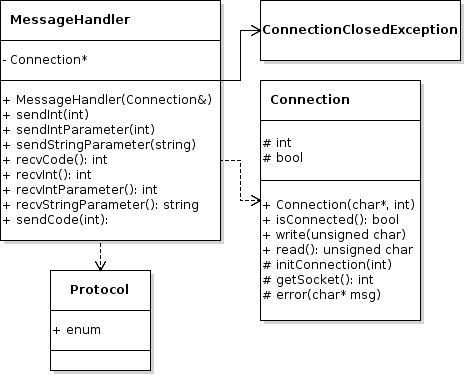 MessageHandler
- Connection*
+ MessageHandler(Connection&)
+ sendInt(int)
+ sendIntParameter(int)
+ sendStringParameter(string)
+ recvCode(): int
+ recvInt(): int
+ recvIntParameter(): int
+ recvStringParameter(): string
+ sendCode(int):
ConnectionClosedException
Connection
# int
# bool
+ Connection(char*, int)
+ isConnected(): bool
+ write(unsigned char)
+ read(): unsigned char
# initConnection(int)
# getSocket(): int
# error(char* msg)
Protocol
+ enum